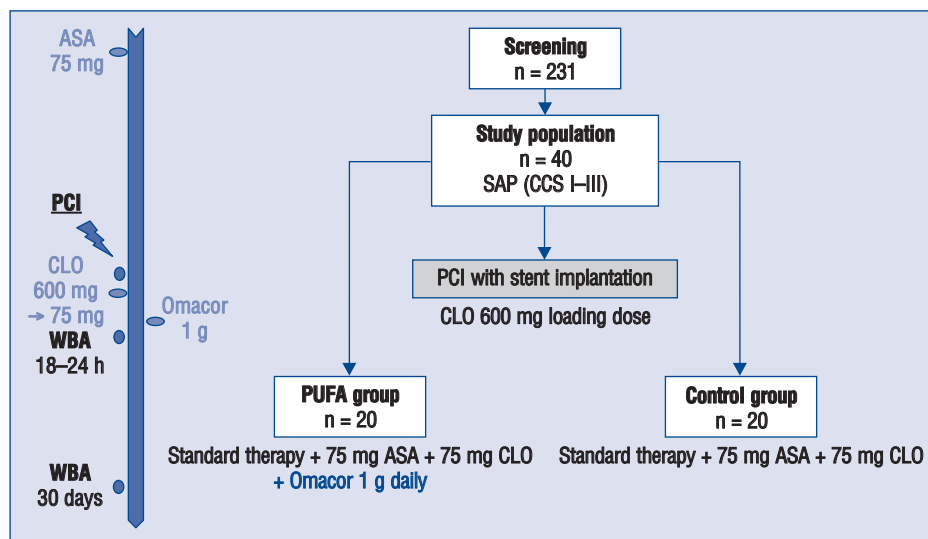 ASA
75 mg
PCI
CLO
600 mg
→ 75 mg
Omacor
1 g
WBA
18–24 h
WBA
30 days
Screening
n = 231
Study population
n = 40
SAP (CCS I–III)
PCI with stent implantation
CLO 600 mg loading dose
PUFA group
n = 20
Standard therapy + 75 mg ASA + 75 mg CLO
+ Omacor 1 g daily
Control group
n = 20
Standard therapy + 75 mg ASA + 75 mg CLO